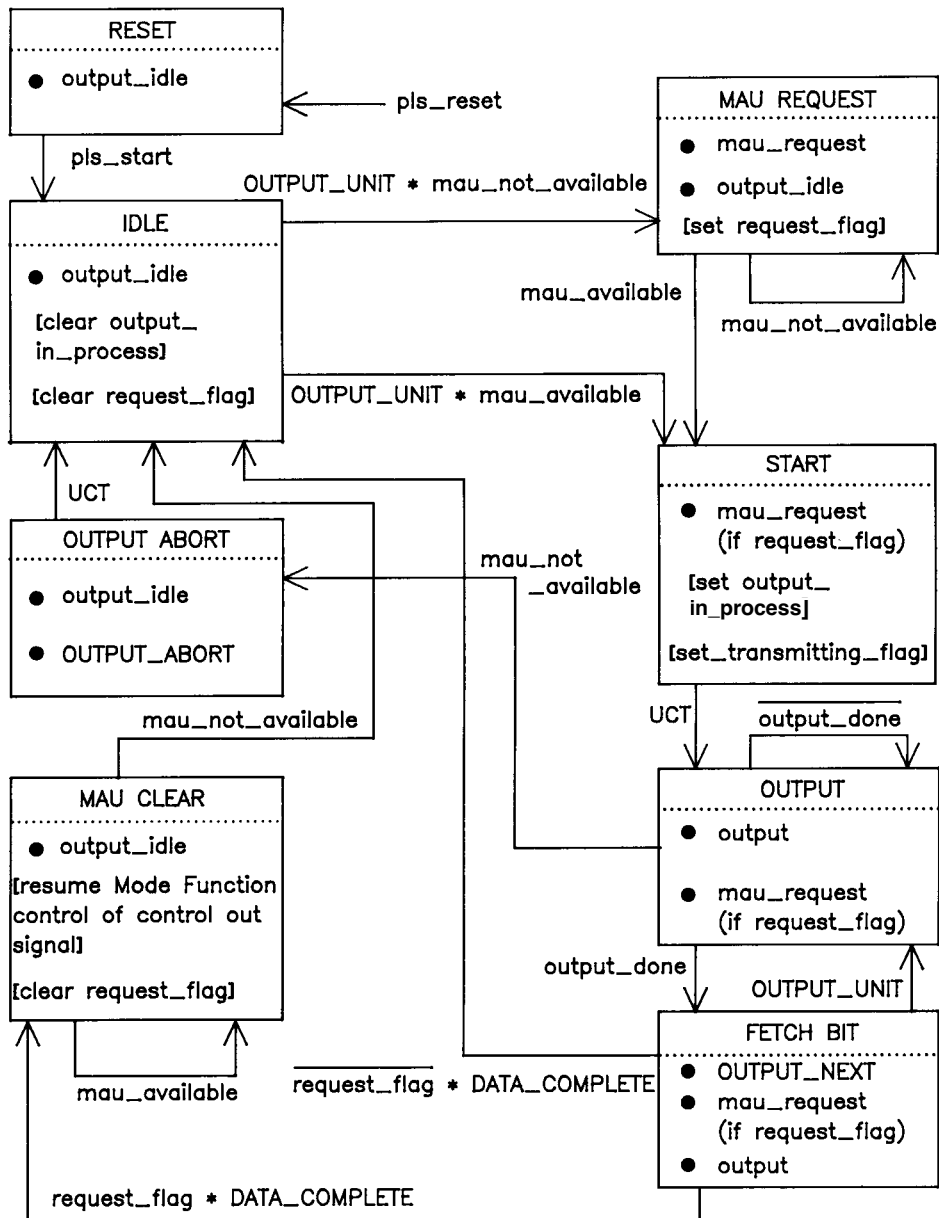 RESET
● output_idle
pls_reset
pls_start
MAU REQUEST
● mau_request
● output_idle
[set request_flag]
OUTPUT_UNIT * mau_not_available
IDLE
● output_idle
[clear output_
in_process]
[clear request_flag]
mau_available
mau_not_available
OUTPUT_UNIT * mau_available
START
● mau_request
(if request_flag)
[set output_
in_process]
[set_transmitting_flag]
UCT
OUTPUT ABORT
● output_idle
● OUTPUT_ABORT
mau_not
_available
UCT
output_done
mau_not_available
OUTPUT
● output
● mau_request
(if request_flag)
MAU CLEAR
● output_idle
[resume Mode Function
control of control out
signal]
[clear request_flag]
output_done
OUTPUT_UNIT
mau_available
FETCH BIT
● OUTPUT_NEXT
● mau_request
(if request_flag)
● output
request_flag * DATA_COMPLETE
request_flag * DATA_COMPLETE